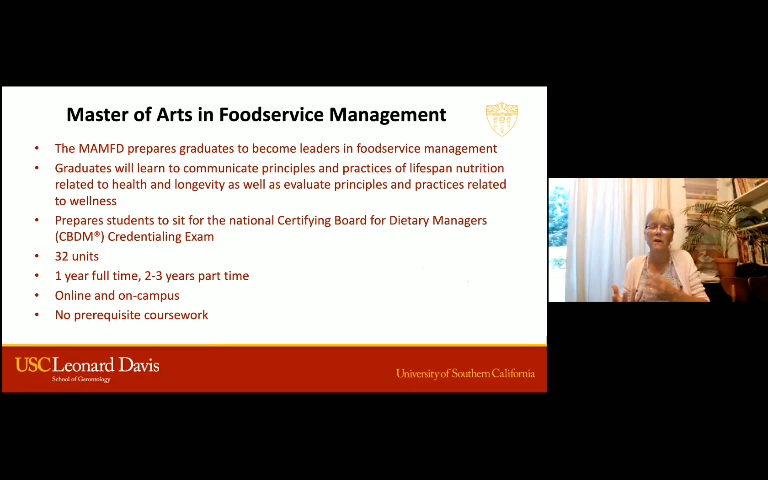 Master of Arts in Foodservice Management
• The MAMFD prepares graduates to become leaders in foodservice management
• Graduates will learn to communicate principles and practices of lifespan nutrition
related to health and longevity as well as evaluate principles and practices related
to wellness
• Prepares students to sit for the national Certifying Board for Dietary Managers
(CBDM®) Credentialing Exam
• 32 units
• 1 year full time, 2-3 years part time
• Online and on-campus
• No prerequisite coursework
USC Leonard Davis
School of Gerontology
University of Southern California